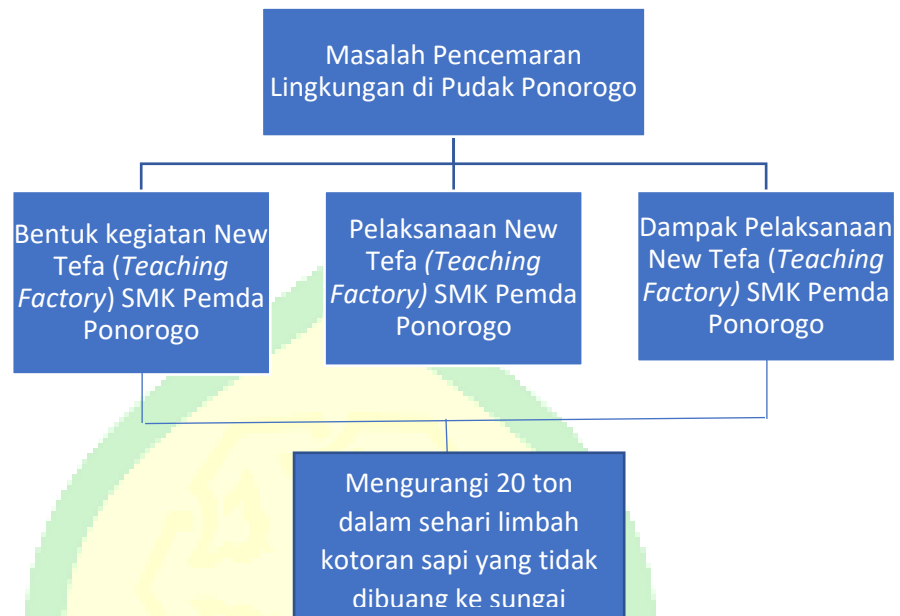 Masalah Pencemaran
Lingkungan di Pudak Ponorogo
Bentuk kegiatan New
Tefa (Teaching
Factory) SMK Pemda
Ponorogo
Pelaksanaan New
Tefa (Teaching
Factory) SMK Pemda
Ponorogo
Dampak Pelaksanaan
New Tefa (Teaching
Factory) SMK Pemda
Ponorogo
Mengurangi 20 ton
dalam sehari limbah
kotoran sapi yang tidak
dibuang ke sungai